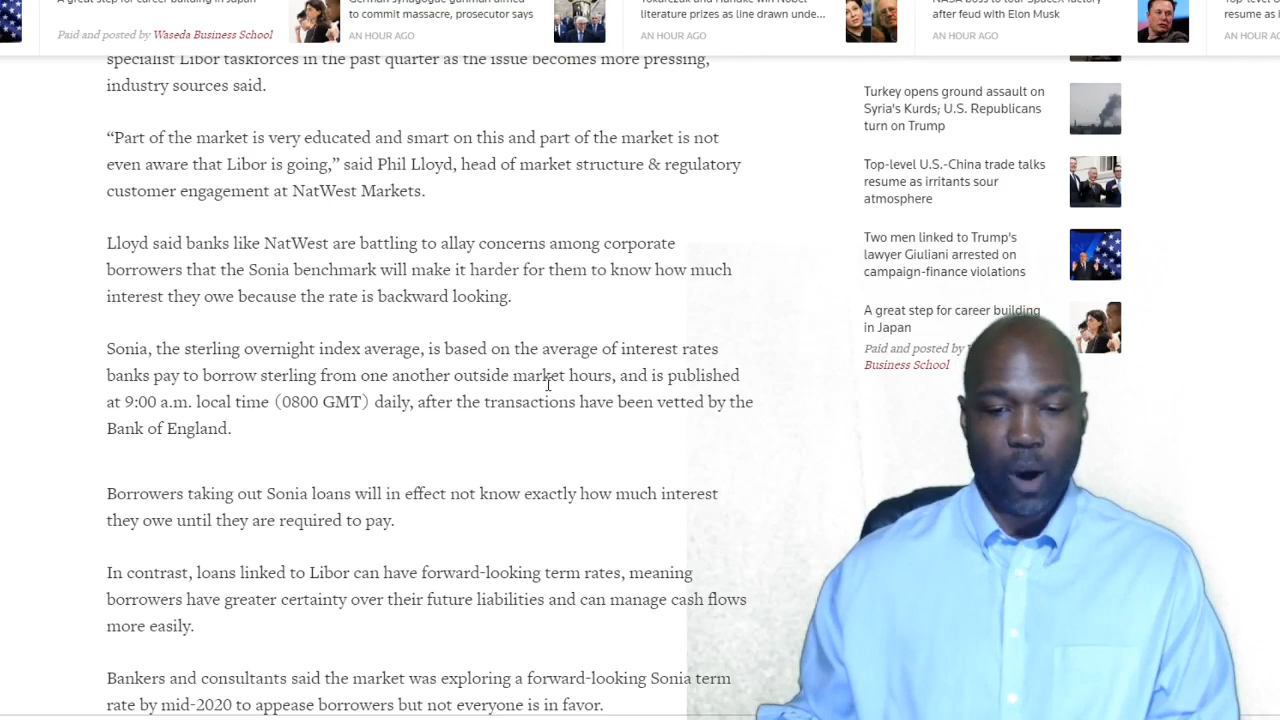 A great step for career building in Japan
Paid and posted by Waseda Business School
German synagogue gunman aimed
to commit massacre, prosecutor says
AN HOUR AGO
Tokarczuk and Handke win Nobel
literature prizes as line drawn unde...
AN HOUR AGO
NASA boss to tour SpaceX factory
after feud with Elon Musk
AN HOUR AGO
Top-level
resume as i
AN HOUR AG
specialist Libor taskforces in the past quarter as the issue becomes more pressing,
industry sources said.
“Part of the market is very educated and smart on this and part of the market is not
even aware that Libor is going,” said Phil Lloyd, head of market structure & regulatory
customer engagement at NatWest Markets.
Lloyd said banks like NatWest are battling to allay concerns among corporate
borrowers that the Sonia benchmark will make it harder for them to know how much
interest they owe because the rate is backward looking.
Sonia, the sterling overnight index average, is based on the average of interest rates
banks pay to borrow sterling from one another outside market hours, and is published
at 9:00 a.m. local time (0800 GMT) daily, after the transactions have been vetted by the
Bank of England.
Borrowers taking out Sonia loans will in effect not know exactly how much interest
they owe until they are required to pay.
In contrast, loans linked to Libor can have forward-looking term rates, meaning
borrowers have greater certainty over their future liabilities and can manage cash flows
more easily.
Bankers and consultants said the market was exploring a forward-looking Sonia term
rate by mid-2020 to appease borrowers but not everyone is in favor.
Turkey opens ground assault on
Syria's Kurds; U.S. Republicans
turn on Trump
Top-level U.S.-China trade talks
resume as irritants sour
atmosphere
Two men linked to Trump's
lawyer Giuliani arrested on
campaign-finance violations
A great step for career building
in Japan
Paid and posted by
Business School